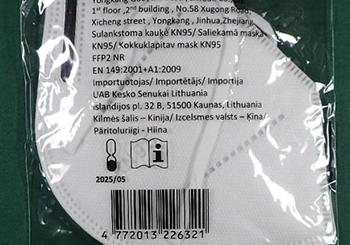 1st floor ,2nd building , No.58 Xugong Road,
Xicheng street , Yongkang , Jinhua,Zhejiang
Sulankstoma kaukė KN95/ Saliekamā maska
KN95/ Kokkuklapitav mask KN95
FFP2 NR
EN 149:2001+A1:2009
Importuotojas/ Importētājs/ Importija
UAB Kesko Senukai Lithuania
Islandijos pl. 32 B, 51500 Kaunas, Lithuania
Kilmės šalis – Kinija/ Izcelsmes valsts – Ķīna
Päritoluriigi - Hiina
i
2025/05
4 772013 226321